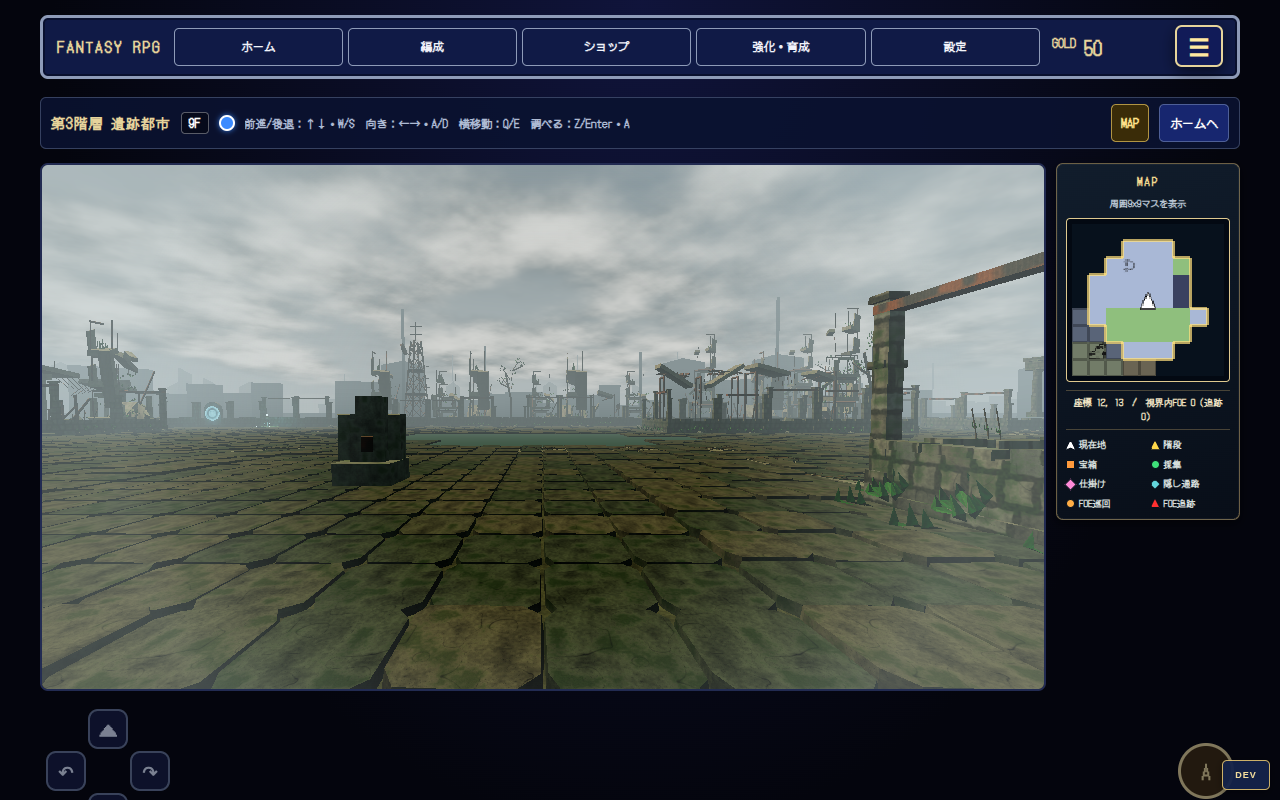 FANTASY RPG
ホーム
編成
ショップ
強化・育成
設定
GOLD 50
第3階層 遺跡都市
9F
前進/後退：↑↓・W/S 向き：←→・A/D 横移動：Q/E 調べる：Z/Enter・A
MAP
ホームへ
MAP
周囲9x9マスを表示
座標 12, 13 / 視界内FOE 0（追跡
0）
現在地
階段
宝箱
採集
仕掛け
隠し通路
FOE巡回
FOE追跡
A
DEV